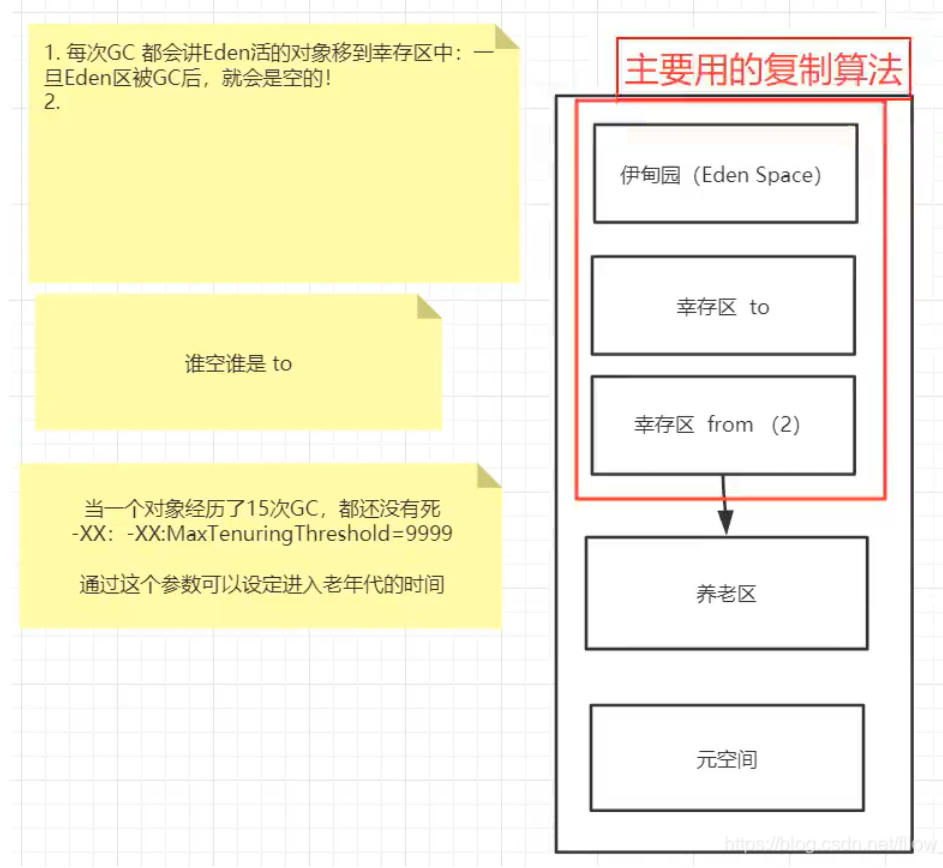 1. 每次GC 都会讲Eden活的对象移到幸存区中：一
旦Eden区被GC后，就会是空的！
2.
谁空谁是 to
当一个对象经历了15次GC，都还没有死
-XX：-XX:MaxTenuringThreshold=9999
通过这个参数可以设定进入老年代的时间
主要用的复制算法
伊甸园（Eden Space）
幸存区 to
幸存区 from （2）
养老区
元空间